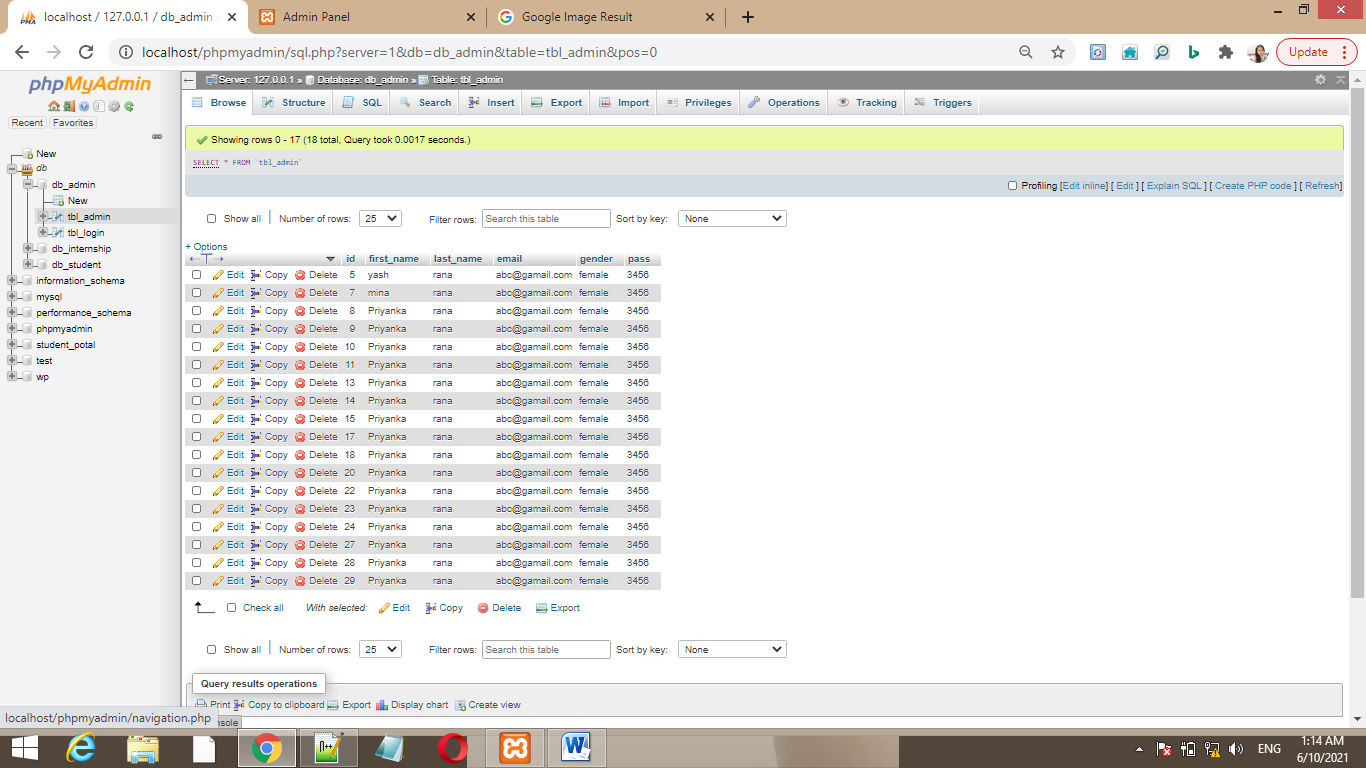 localhost / 127.0.0.1 / db_admin
Admin Panel
Google Image Result
localhost/phpmyadmin/sql.php?server=1&db=db_admin&table=tbl_admin&pos=0
Update
phpMyAdmin
Recent Favorites
New
db
db_admin
New
tbl_admin
tbl_login
db_internship
db_student
information_schema
mysql
performance_schema
phpmyadmin
student_potal
test
wp
Server: 127.0.0.1 » Database: db_admin » Table: tbl_admin
Browse Structure SQL Search Insert Export Import Privileges Operations Tracking Triggers
Showing rows 0 - 17 (18 total, Query took 0.0017 seconds.)
SELECT * FROM `tbl_admin`
Profiling [Edit inline] [ Edit ] [ Explain SQL ] [ Create PHP code ] [ Refresh]
Show all Number of rows: 25 Filter rows: Search this table Sort by key: None
+ Options
id first_name last_name email gender pass
Edit Copy Delete 5 yash rana abc@gamail.com female 3456
Edit Copy Delete 7 mina rana abc@gamail.com female 3456
Edit Copy Delete 8 Priyanka rana abc@gamail.com female 3456
Edit Copy Delete 9 Priyanka rana abc@gamail.com female 3456
Edit Copy Delete 10 Priyanka rana abc@gamail.com female 3456
Edit Copy Delete 11 Priyanka rana abc@gamail.com female 3456
Edit Copy Delete 13 Priyanka rana abc@gamail.com female 3456
Edit Copy Delete 14 Priyanka rana abc@gamail.com female 3456
Edit Copy Delete 15 Priyanka rana abc@gamail.com female 3456
Edit Copy Delete 17 Priyanka rana abc@gamail.com female 3456
Edit Copy Delete 18 Priyanka rana abc@gamail.com female 3456
Edit Copy Delete 20 Priyanka rana abc@gamail.com female 3456
Edit Copy Delete 22 Priyanka rana abc@gamail.com female 3456
Edit Copy Delete 23 Priyanka rana abc@gamail.com female 3456
Edit Copy Delete 24 Priyanka rana abc@gamail.com female 3456
Edit Copy Delete 27 Priyanka rana abc@gamail.com female 3456
Edit Copy Delete 28 Priyanka rana abc@gamail.com female 3456
Edit Copy Delete 29 Priyanka rana abc@gamail.com female 3456
Check all With selected: Edit Copy Delete Export
Show all Number of rows: 25 Filter rows: Search this table Sort by key: None
Query results operations
Print Copy to clipboard Export Display chart Create view
localhost/phpmyadmin/navigation.php
nsole
ENG
1:14 AM
6/10/2021